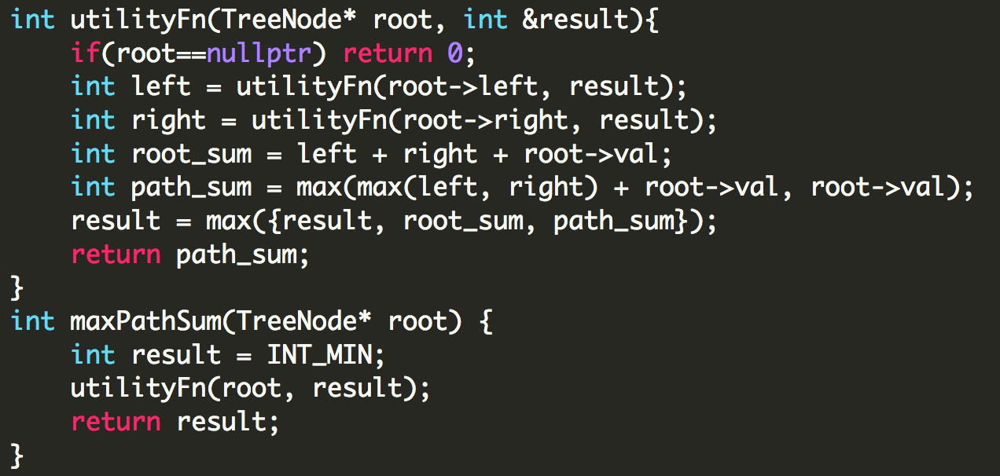 int utilityFn(TreeNode* root, int &result){
    if(root==nullptr) return 0;
    int left = utilityFn(root->left, result);
    int right = utilityFn(root->right, result);
    int root_sum = left + right + root->val;
    int path_sum = max(max(left, right) + root->val, root->val);
    result = max({result, root_sum, path_sum});
    return path_sum;
}
int maxPathSum(TreeNode* root) {
    int result = INT_MIN;
    utilityFn(root, result);
    return result;
}